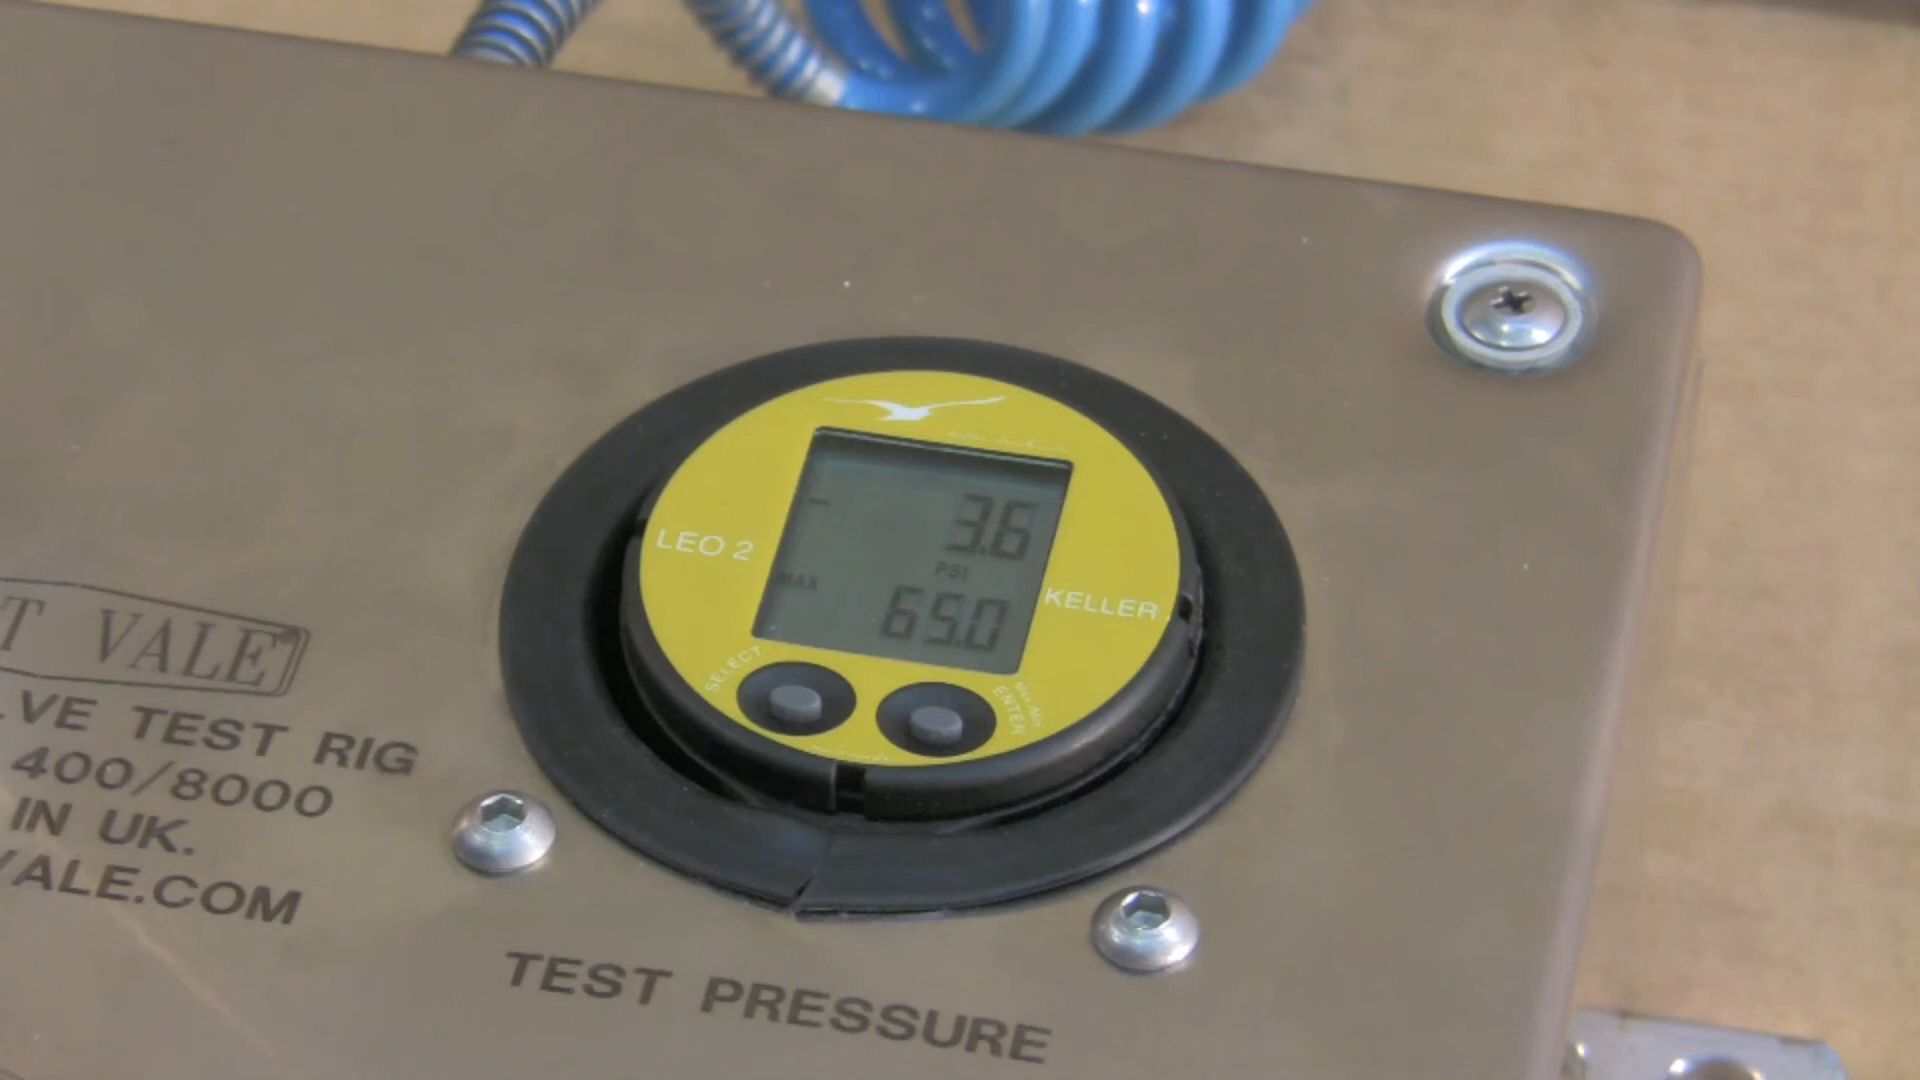 3.6
PSI
LEO 2
MAX
KELLER
65.0
SELECT
ENTER
T VALE
VE TEST RIG
400/8000
IN UK.
VALE.COM
TEST PRESSURE